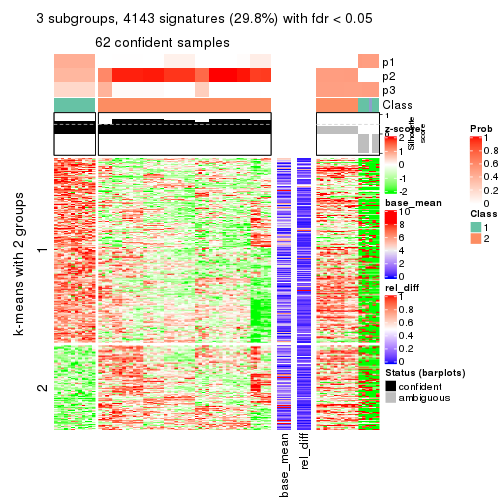 3 subgroups, 4143 signatures (29.8%) with fdr < 0.05
62 confident samples
p1
p2
p3
Class
1
0
Silhouette
score
z-score
2
1
0
-1
-2
base_mean
10
8
6
4
2
0
rel_diff
1
0.8
0.6
0.4
0.2
0
Status (barplots)
confident
ambiguous
Prob
1
0.8
0.6
0.4
0.2
0
Class
1
2
k-means with 2 groups
1
2
base_mean
rel_diff